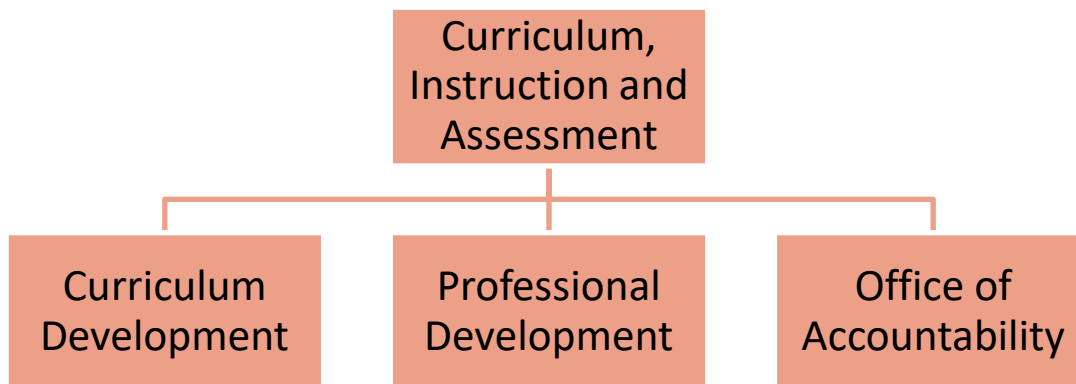 Curriculum,
Instruction and
Assessment
Curriculum
Development
Professional
Development
Office of
Accountability